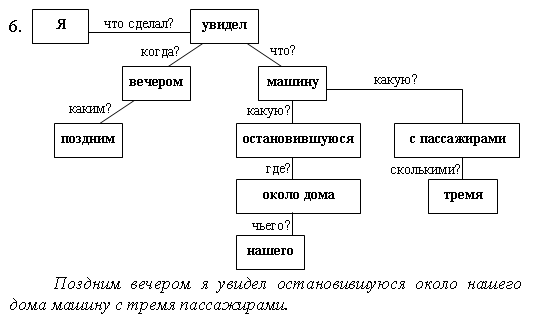 6. Я что сделал? увидел
когда? что?
вечером машину какую?
каким? какую?
поздним остановившуюся с пассажирами
где? сколькими?
около дома тремя
чьего?
нашего
Поздним вечером я увидел остановившуюся около нашего
дома машину с тремя пассажирами.